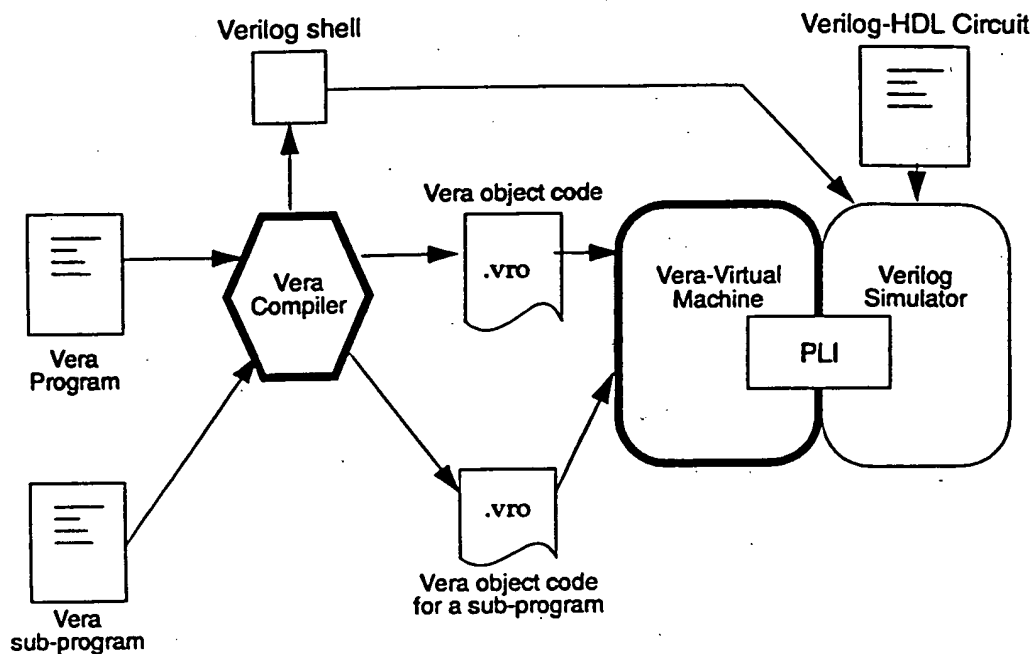 Verilog shell
Verilog-HDL Circuit
Vera object code
.vro
Vera
Compiler
Vera-Virtual
Machine
Verilog
Simulator
PLI
Vera
Program
.vro
Vera object code
for a sub-program
Vera
sub-program